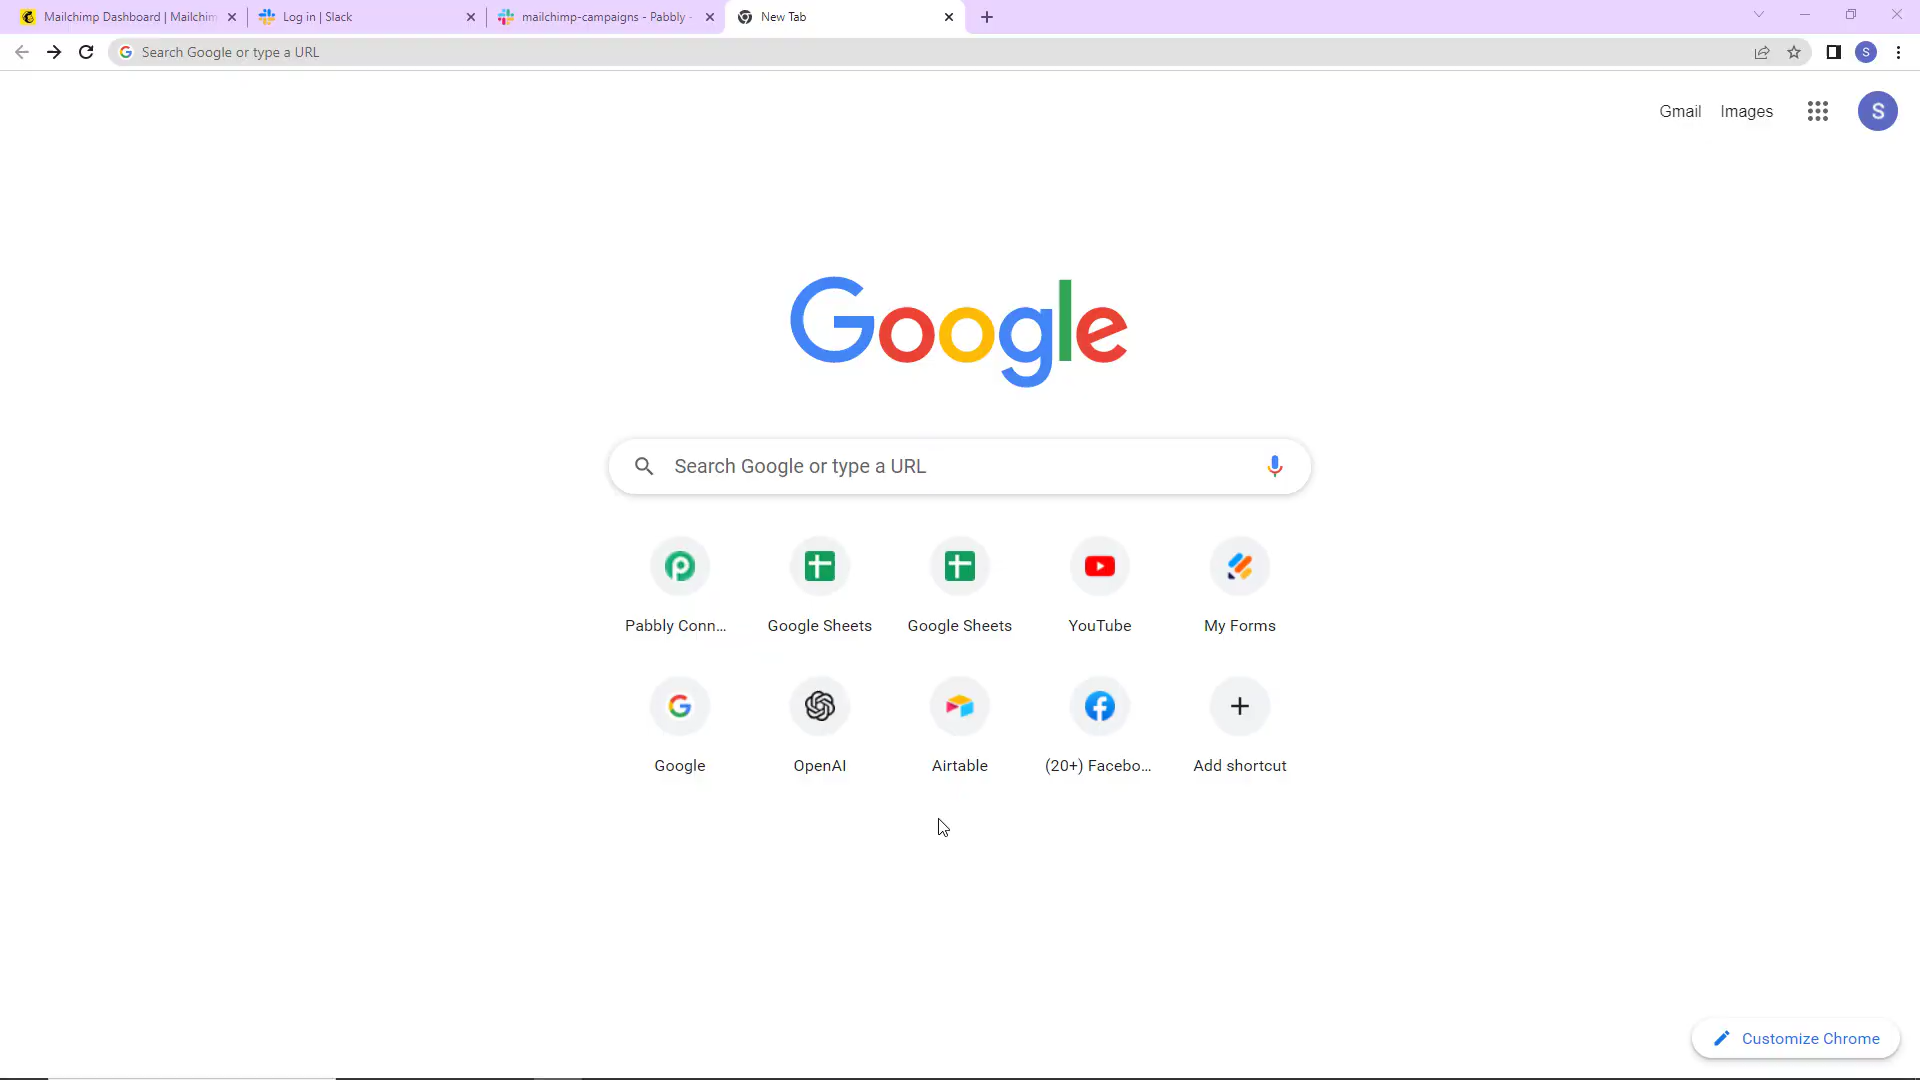 Mailchimp Dashboard | Mailchim
Log in | Slack
mailchimp-campaigns - Pabbly -
New Tab
Search Google or type a URL
S
Gmail
Images
S
Google
Search Google or type a URL
Pabbly Conn...
Google Sheets
Google Sheets
YouTube
My Forms
Google
OpenAI
Airtable
(20+) Facebo...
Add shortcut
Customize Chrome